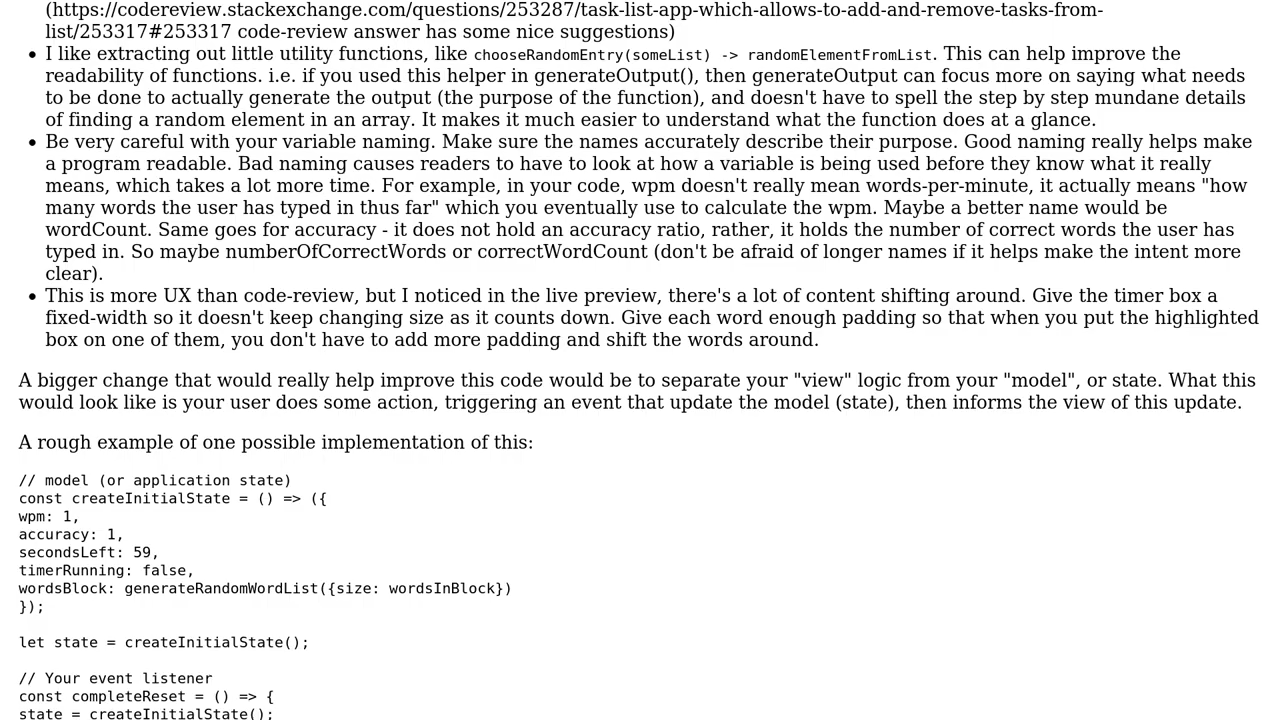 (https://codereview.stackexchange.com/questions/253287/task-list-app-which-allows-to-add-and-remove-tasks-from-
list/253317#253317 code-review answer has some nice suggestions)
• I like extracting out little utility functions, like chooseRandomEntry(someList) -> randomElementFromList. This can help improve the
readability of functions. i.e. if you used this helper in generateOutput(), then generateOutput can focus more on saying what needs
to be done to actually generate the output (the purpose of the function), and doesn't have to spell the step by step mundane details
of finding a random element in an array. It makes it much easier to understand what the function does at a glance.
• Be very careful with your variable naming. Make sure the names accurately describe their purpose. Good naming really helps make
a program readable. Bad naming causes readers to have to look at how a variable is being used before they know what it really
means, which takes a lot more time. For example, in your code, wpm doesn't really mean words-per-minute, it actually means "how
many words the user has typed in thus far" which you eventually use to calculate the wpm. Maybe a better name would be
wordCount. Same goes for accuracy - it does not hold an accuracy ratio, rather, it holds the number of correct words the user has
typed in. So maybe numberOfCorrectWords or correctWordCount (don't be afraid of longer names if it helps make the intent more
clear).
• This is more UX than code-review, but I noticed in the live preview, there's a lot of content shifting around. Give the timer box a
fixed-width so it doesn't keep changing size as it counts down. Give each word enough padding so that when you put the highlighted
box on one of them, you don't have to add more padding and shift the words around.
A bigger change that would really help improve this code would be to separate your "view" logic from your "model", or state. What this
would look like is your user does some action, triggering an event that update the model (state), then informs the view of this update.
A rough example of one possible implementation of this:
// model (or application state)
const createInitialState = () => ({
wpm: 1,
accuracy: 1,
secondsLeft: 59,
timerRunning: false,
wordsBlock: generateRandomWordList({size: wordsInBlock})
});
let state = createInitialState();
// Your event listener
const completeReset = () => {
state = createInitialState();